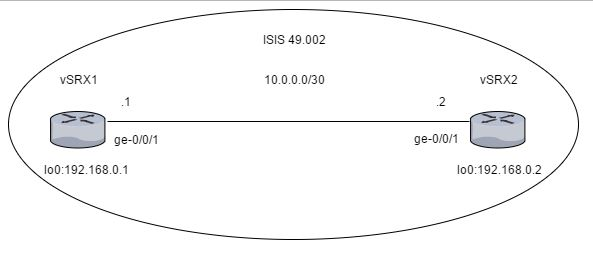 ISIS 49.002
vSRX1
10.0.0.0/30
vSRX2
.1
.2
ge-0/0/1
ge-0/0/1
lo0:192.168.0.1
lo0:192.168.0.2